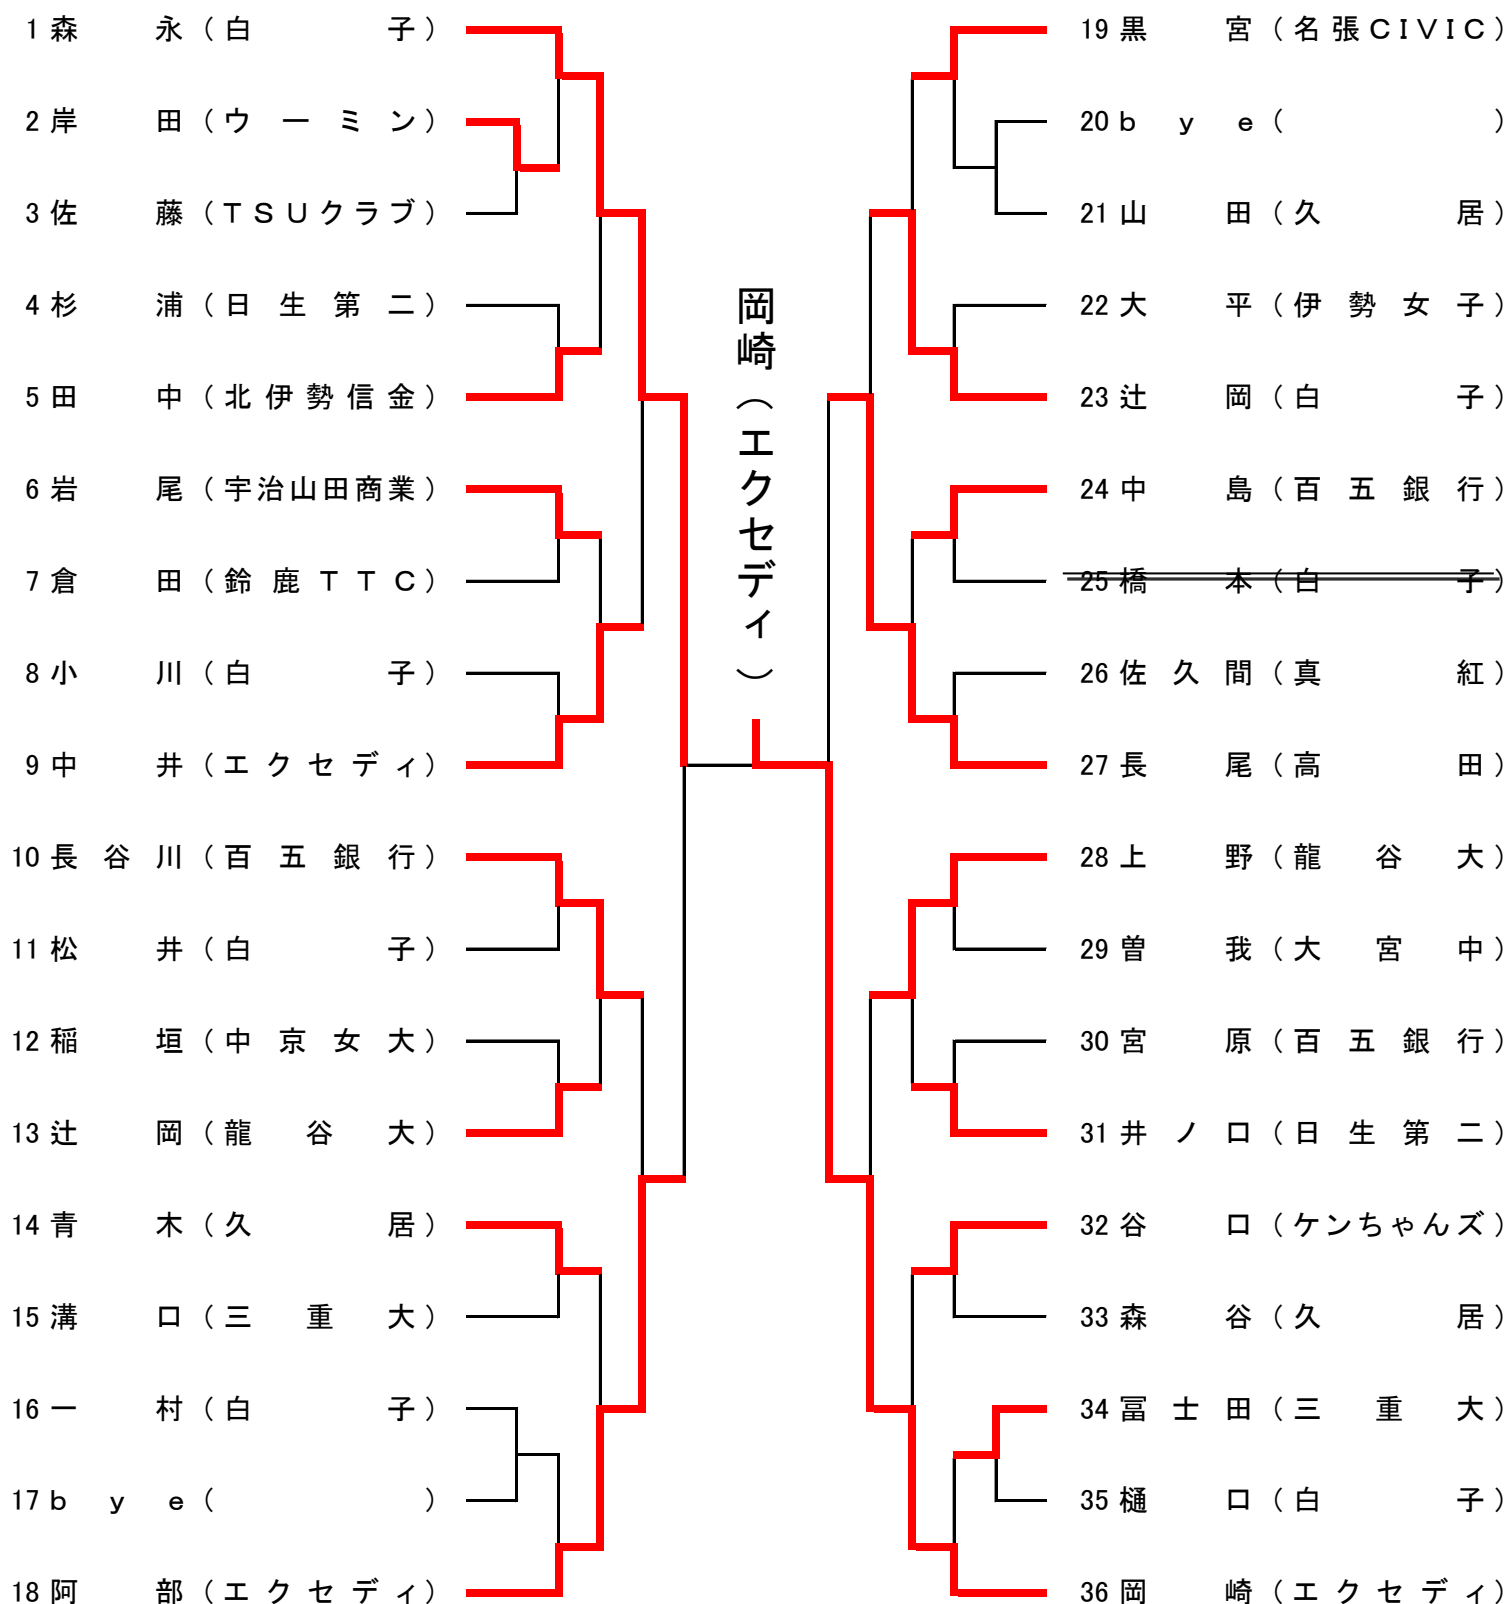 1 森永（白子）
2 岸田（ウーミン）
3 佐藤（ＴＳＵクラブ）
4 杉浦（日生第二）
5 田中（北伊勢信金）
6 岩尾（宇治山田商業）
7 倉田（鈴鹿ＴＴＣ）
8 小川（白子）
9 中井（エクセディ）
10 長谷川（百五銀行）
11 松井（白子）
12 稲垣（中京女大）
13 辻岡（龍谷大）
14 青木（久居）
15 溝口（三重大）
16 一村（白子）
17 ｂｙｅ（ ）
18 阿部（エクセディ）
岡崎（エクセディ）
19 黒宮（名張ＣＩＶＩＣ）
20 ｂｙｅ（ ）
21 山田（久居）
22 大平（伊勢女子）
23 辻岡（白子）
24 中島（百五銀行）
25 橋本（白子）
26 佐久間（真紅）
27 長尾（高田）
28 上野（龍谷大）
29 曽我（大宮中）
30 宮原（百五銀行）
31 井ノ口（日生第二）
32 谷口（ケンちゃんズ）
33 森谷（久居）
34 冨士田（三重大）
35 樋口（白子）
36 岡崎（エクセディ）